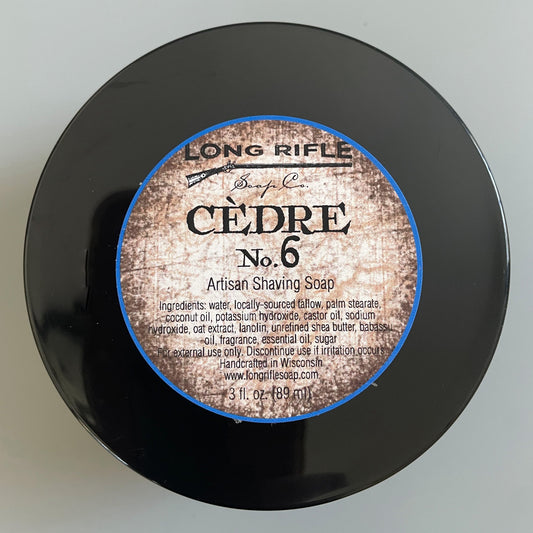 LONG RIFLE
Soap Co.
CÈDRE
No.6
Artisan Shaving Soap
Ingredients: water, locally-sourced tallow, palm stearate,
coconut oil, potassium hydroxide, castor oil, sodium
hydroxide, oat extract, lanolin, unrefined shea butter, babassu
oil, fragrance, essential oil, sugar
For external use only. Discontinue use if irritation occurs
Handcrafted in Wisconsin
www.longriflesoap.com
3 fl. oz. (89 ml)